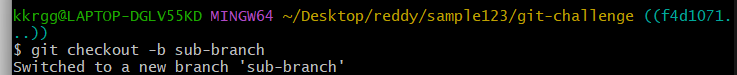 kkrgg@LAPTOP-DGLV55KD MINGW64 ~/Desktop/reddy/sample123/git-challenge ((f4d1071.
..))
$ git checkout -b sub-branch
Switched to a new branch 'sub-branch'